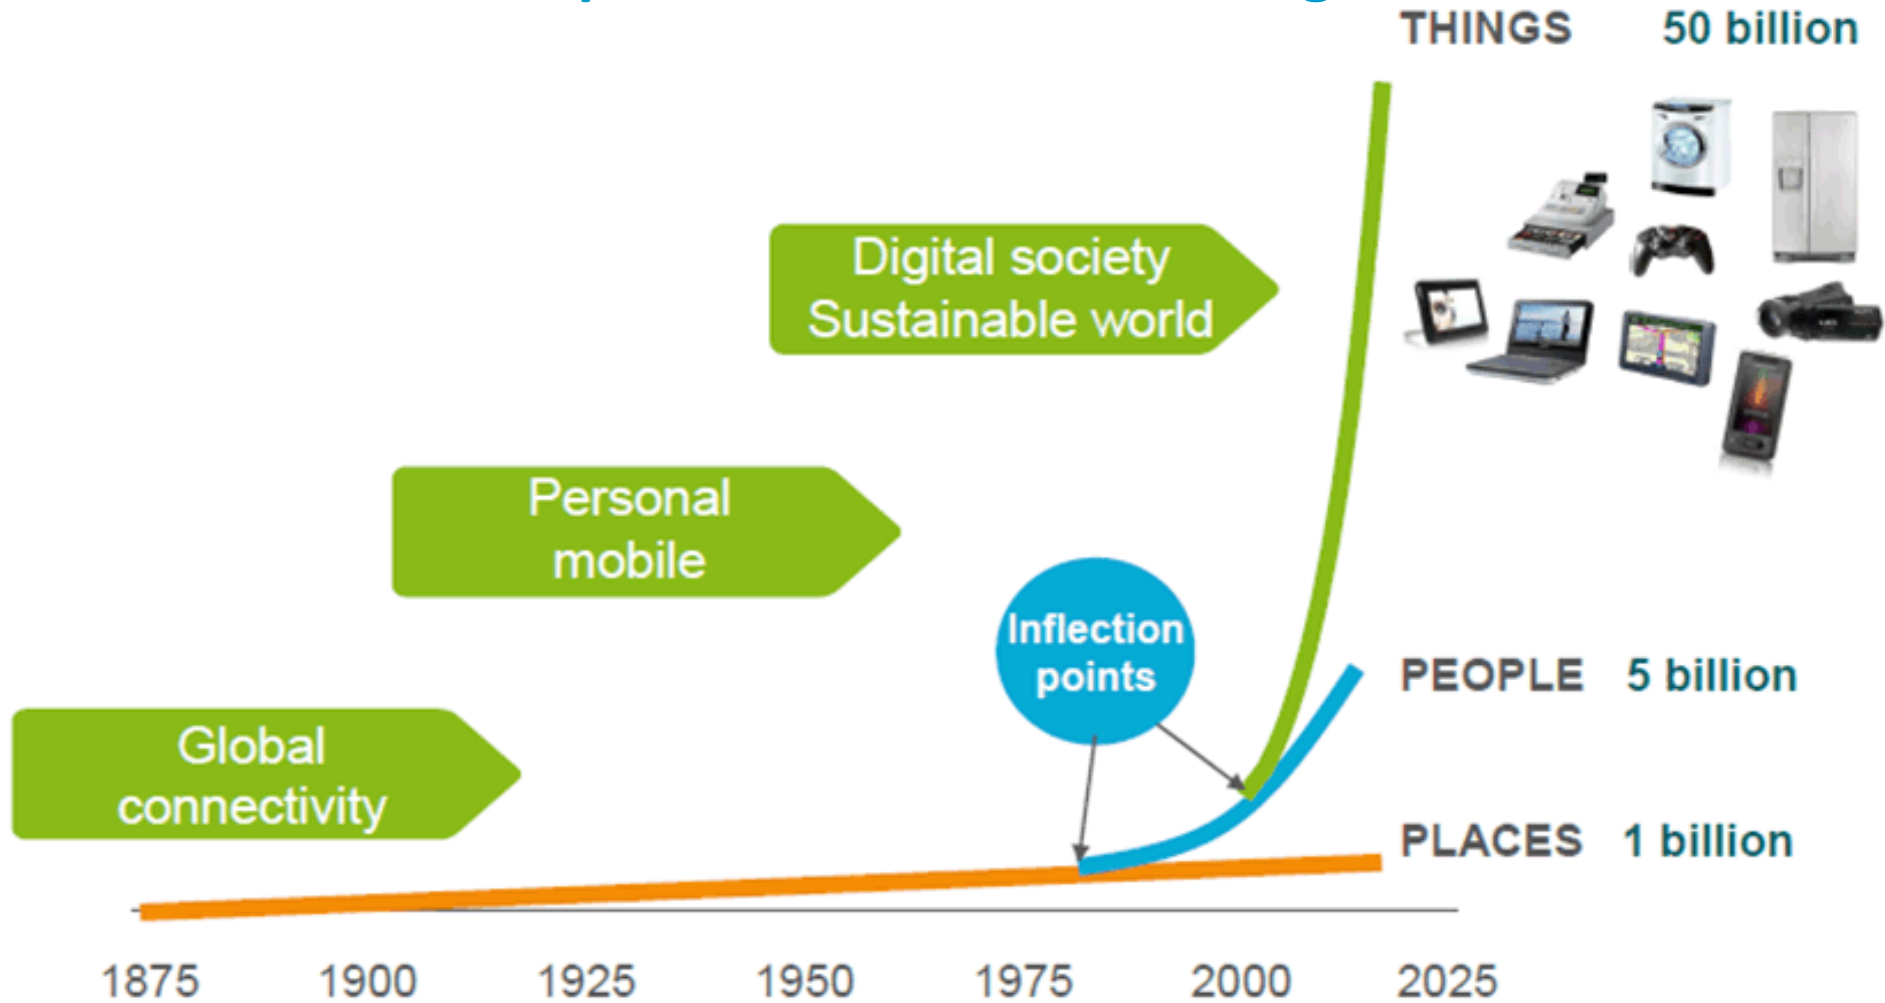 THINGS 50 billion
Digital society
Sustainable world
Personal
mobile
Inflection
points
PEOPLE 5 billion
Global
connectivity
PLACES 1 billion
1875 1900 1925 1950 1975 2000 2025